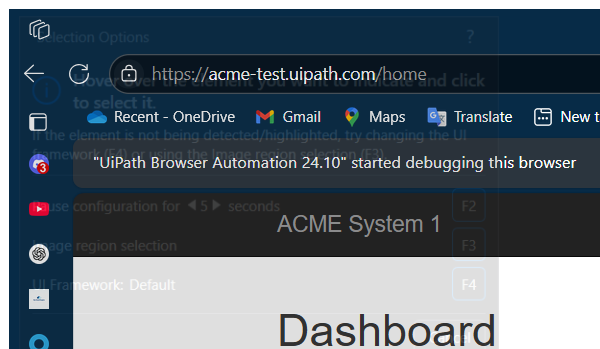 Selection Options
?
https://acme-test.uipath.com/home
Hover over the element you want to indicate and click
to select it.
Recent - OneDrive
Gmail
Maps
Translate
New t
If the element is not being detected/highlighted, try changing the UI
framework (F4) or using the Image region selection (F3)
"UiPath Browser Automation 24.10" started debugging this browser
3
Pause configuration for 5 seconds
F2
ACME System 1
Image region selection
F3
UI Framework: Default
F4
Dashboard